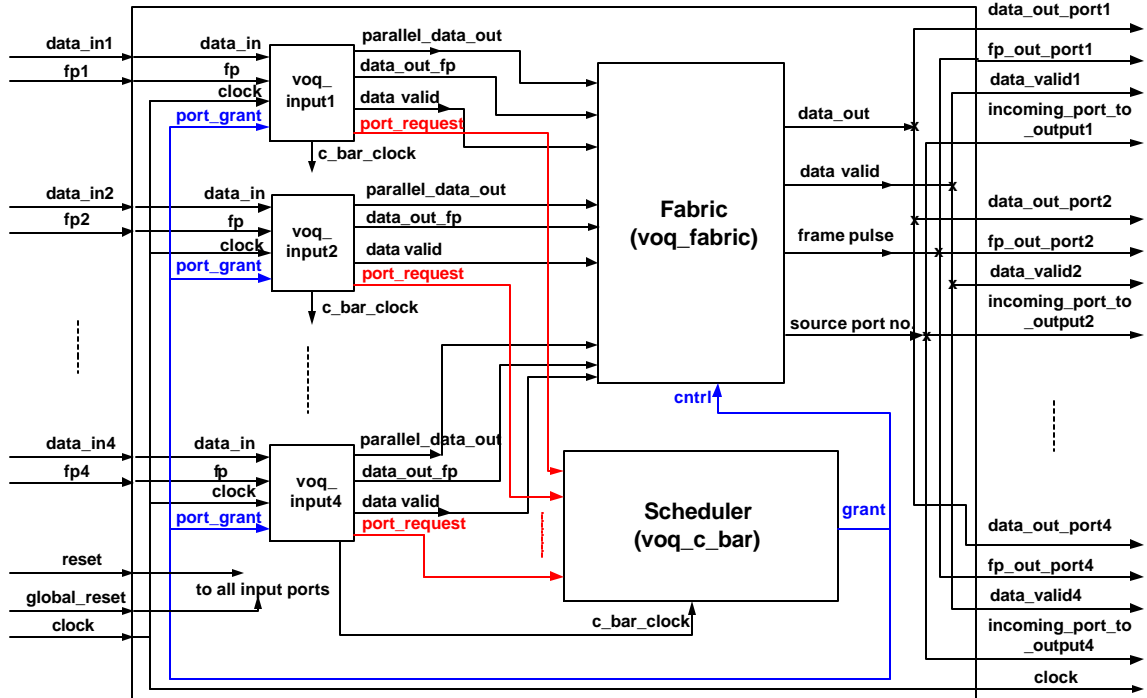 data_in1
fp1
data_in
fp
clock
port_grant
voq_
input1
parallel_data_out
data_out_fp
data valid
port_request
c_bar_clock
data_in2
fp2
data_in
fp
clock
port_grant
voq_
input2
parallel_data_out
data_out_fp
data valid
port_request
c_bar_clock
data_in4
fp4
data_in
fp
clock
port_grant
voq_
input4
parallel_data_out
data_out_fp
data valid
port_request
reset
global_reset
clock
to all input ports
c_bar_clock
Fabric
(voq_fabric)
cntrl
Scheduler
(voq_c_bar)
grant
data_out
data valid
frame pulse
source port no.
x
x
x
x
x
x
x
data_out_port1
fp_out_port1
data_valid1
incoming_port_to
_output1
data_out_port2
fp_out_port2
data_valid2
incoming_port_to
_output2
data_out_port4
fp_out_port4
data_valid4
incoming_port_to
_output4
clock